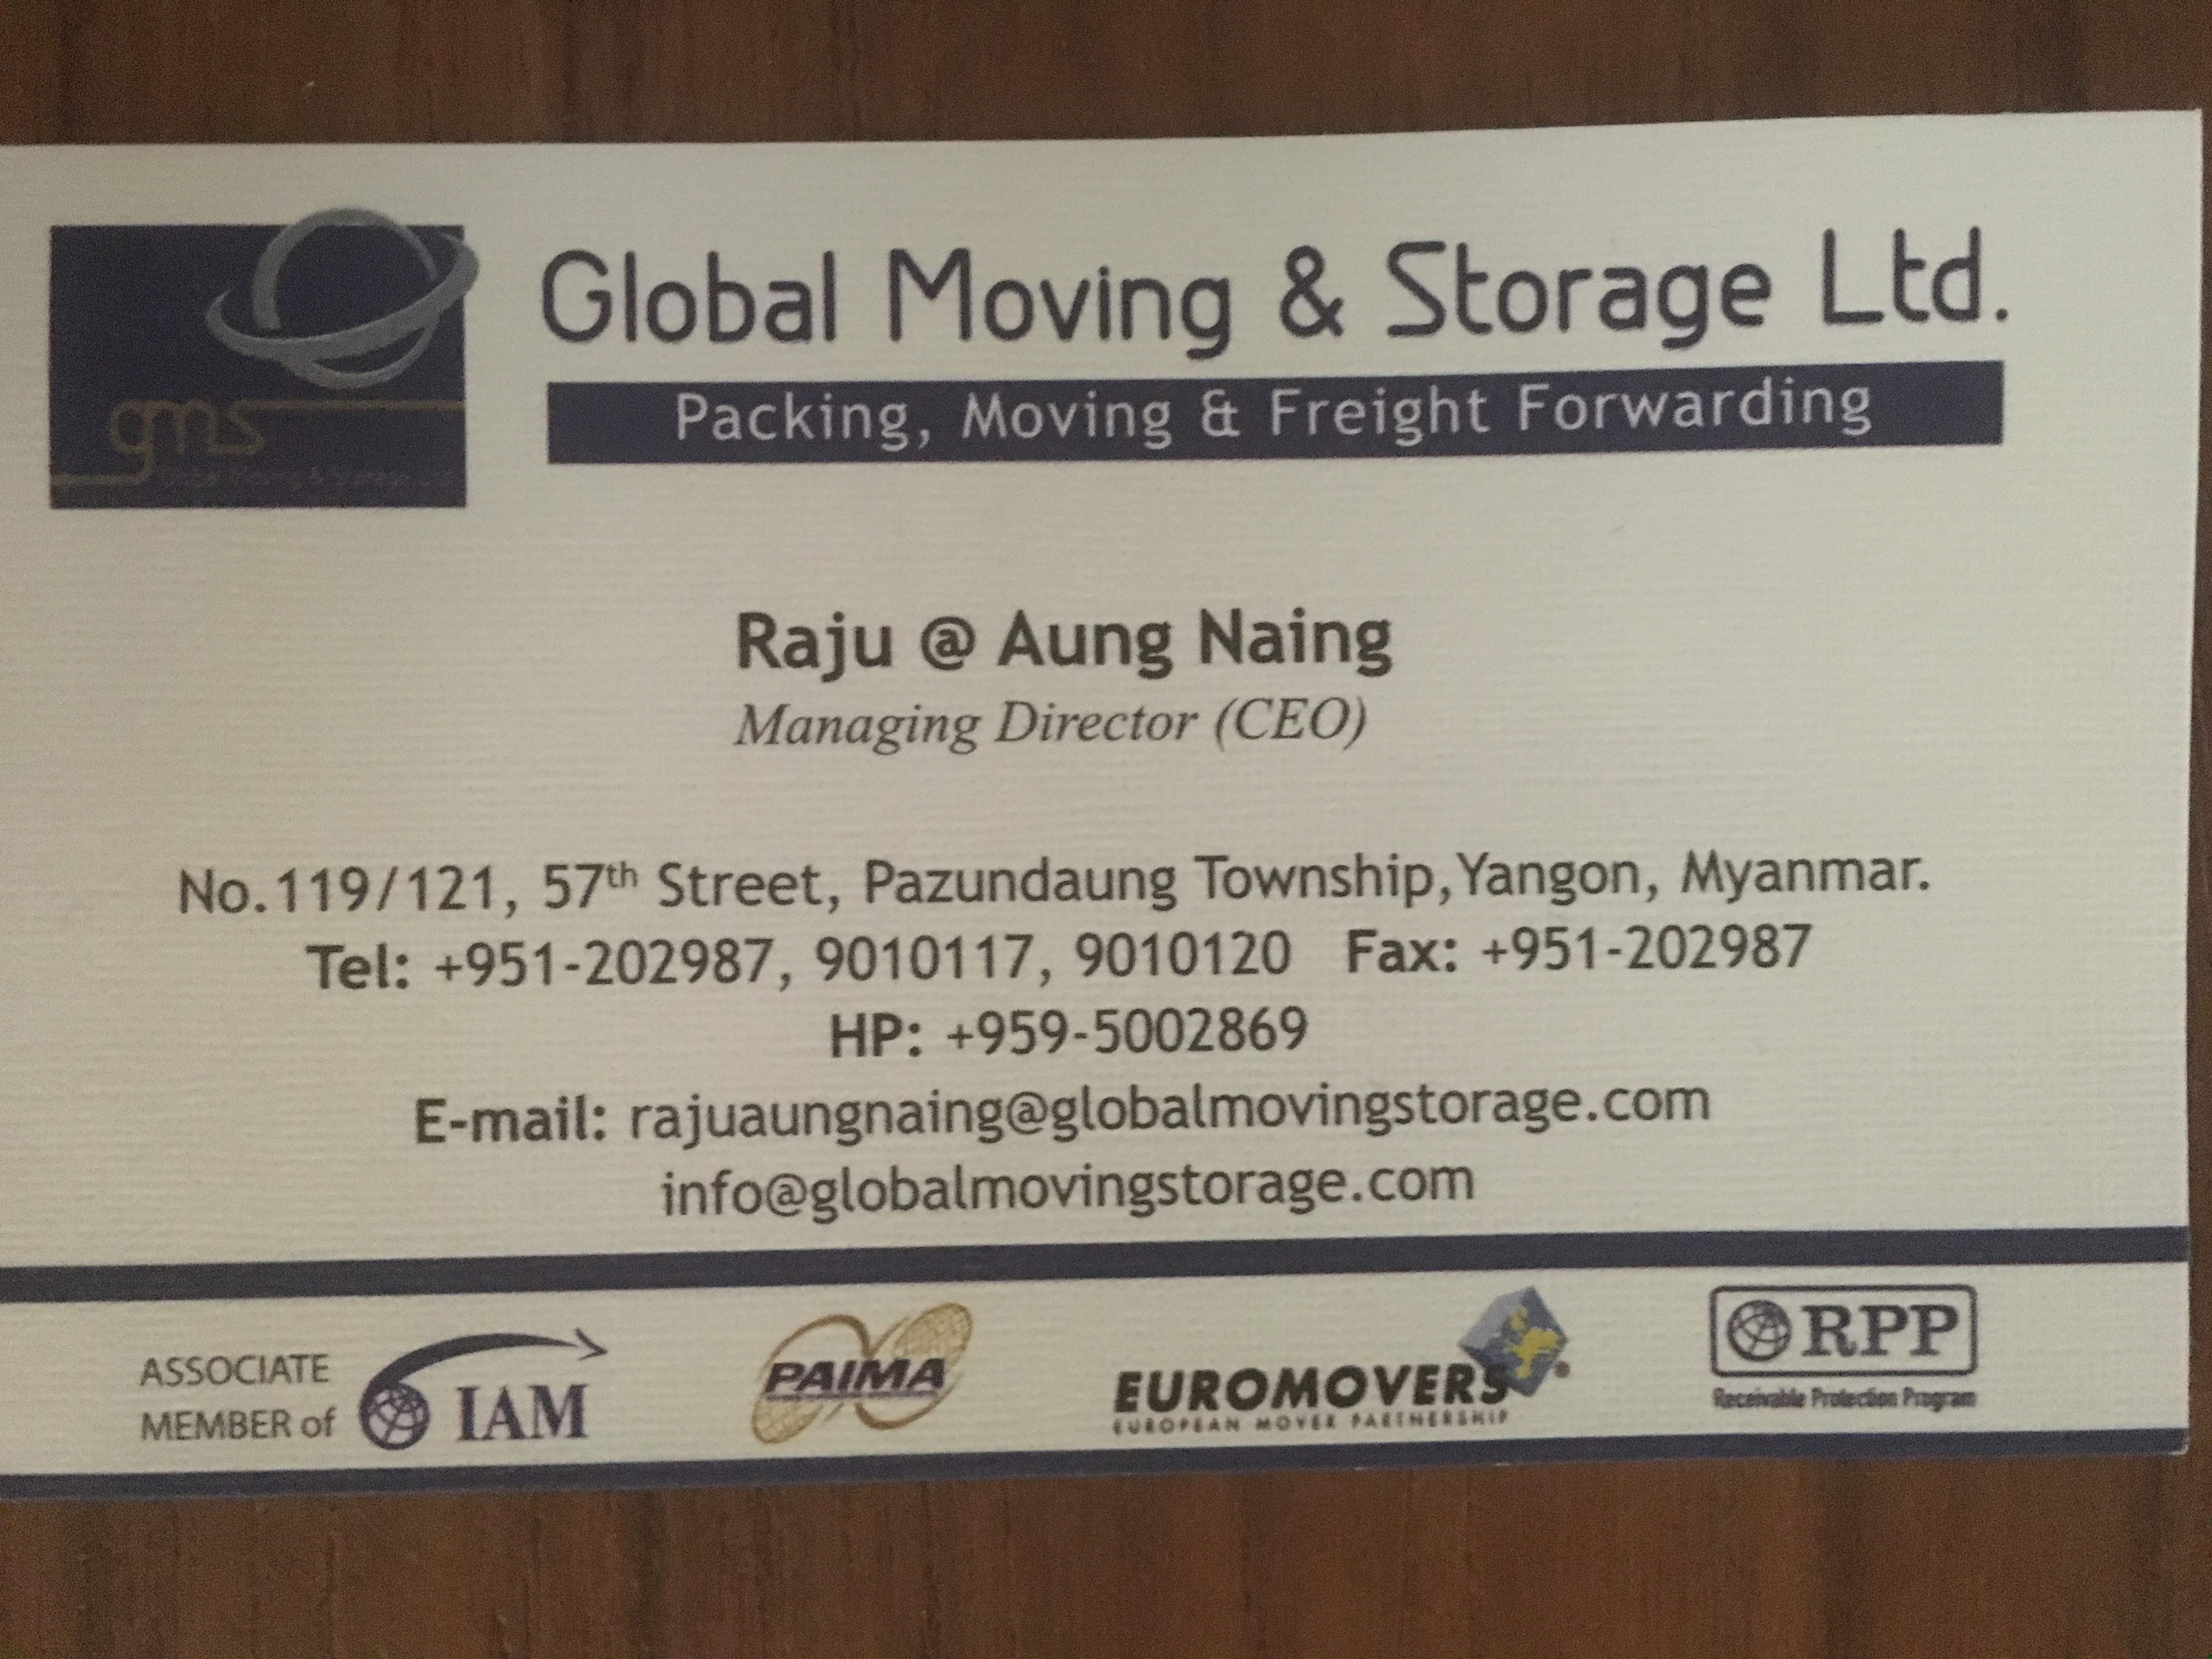 gms
Global Moving & Storage Ltd.
Packing, Moving & Freight Forwarding
Raju @ Aung Naing
Managing Director (CEO)
No.119/121, 57th Street, Pazundaung Township, Yangon, Myanmar.
Tel: +951-202987, 9010117, 9010120 Fax: +951-202987
HP: +959-5002869
E-mail: rajuaungnaing@globalmovingstorage.com
info@globalmovingstorage.com
ASSOCIATE
MEMBER of IAM
PAIMA
EUROMOVERS®
EUROPEAN MOVER PARTNERSHIP
RPP
Receivable Protection Program